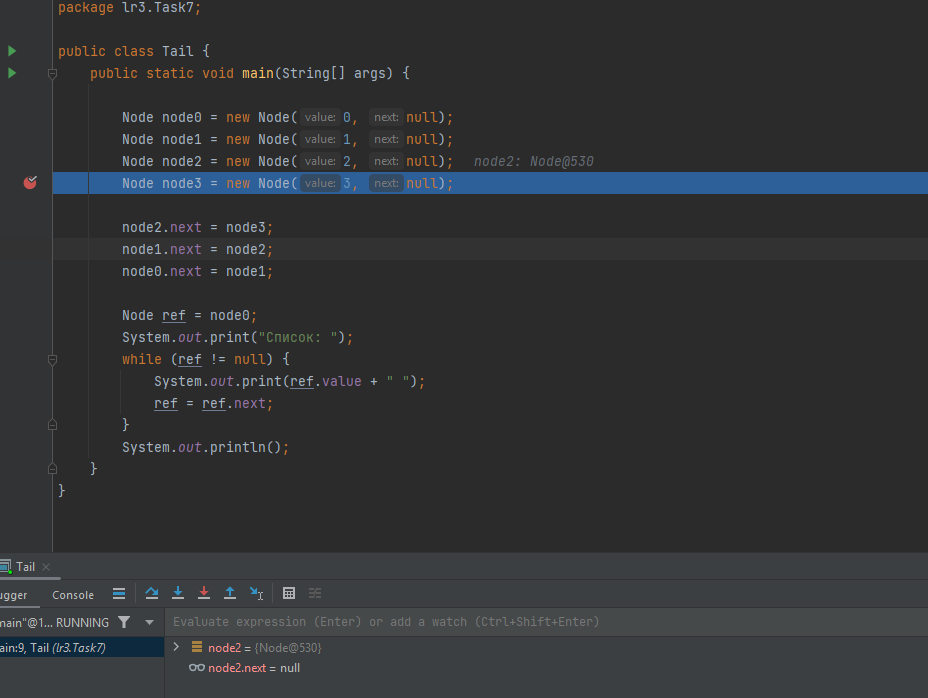 package lr3.Task7;
public class Tail {
public static void main(String[] args) {
Node node0 = new Node( value: 0, next: null);
Node node1 = new Node( value: 1, next: null);
Node node2 = new Node( value: 2, next: null); node2: Node@530
Node node3 = new Node( value: 3, next: null);
node2.next = node3;
node1.next = node2;
node0.next = node1;
Node ref = node0;
System.out.print("Список: ");
while (ref != null) {
System.out.print(ref.value + " ");
ref = ref.next;
}
System.out.println();
}
}
Tail
ugger Console
main"@1... RUNNING
Evaluate expression (Enter) or add a watch (Ctrl+Shift+Enter)
ain:9, Tail (lr3.Task7)
node2 = {Node@530}
node2.next = null